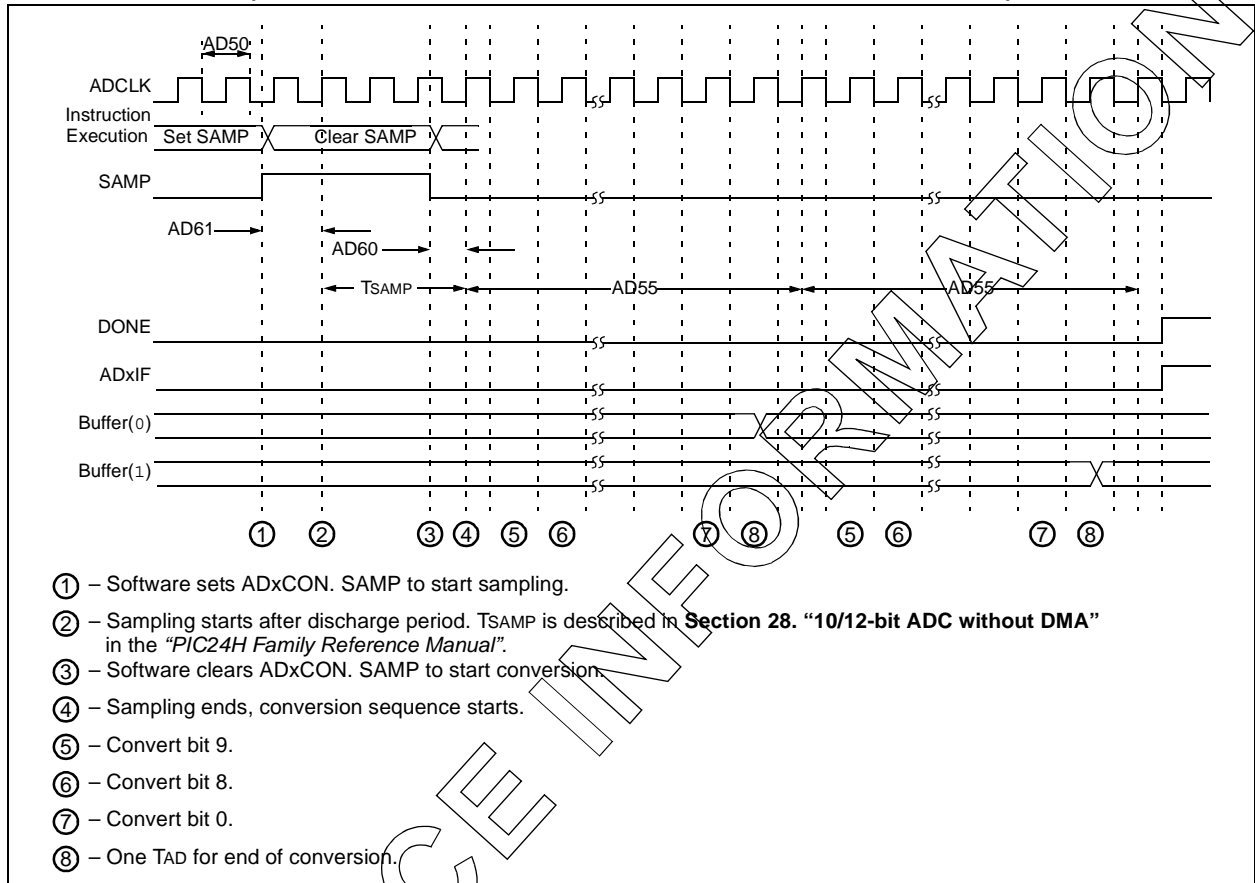 AD50
ADCLK
Instruction
Execution Set SAMP Clear SAMP
SAMP
AD61
AD60
TSAMP AD55 AD55
DONE
ADxIF
Buffer(0)
Buffer(1)
1 2 3 4 5 6 7 8 5 6 7 8
1 – Software sets ADxCON. SAMP to start sampling.
2 – Sampling starts after discharge period. TSAMP is described in Section 28. “10/12-bit ADC without DMA”
in the “PIC24H Family Reference Manual”.
3 – Software clears ADxCON. SAMP to start conversion.
4 – Sampling ends, conversion sequence starts.
5 – Convert bit 9.
6 – Convert bit 8.
7 – Convert bit 0.
8 – One TAD for end of conversion.
CE INFORMATION